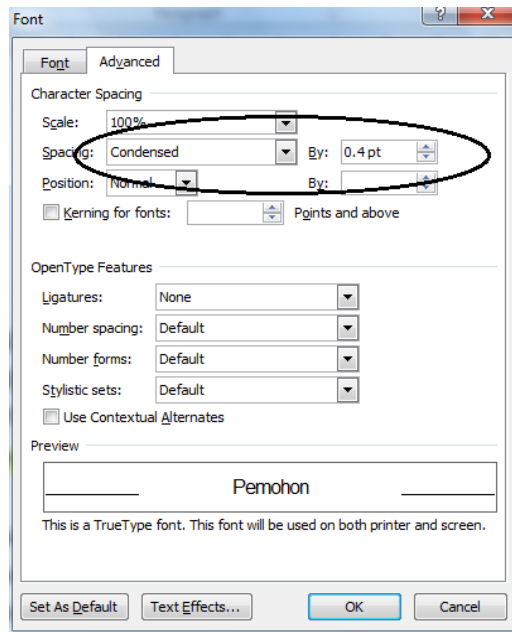 Font
Font Advanced
Character Spacing
Scale: 100%
Spacing: Condensed By: 0.4 pt
Position: Normal By:
Kerning for fonts: Points and above
OpenType Features
Ligatures: None
Number spacing: Default
Number forms: Default
Stylistic sets: Default
Use Contextual Alternates
Preview
Pemohon
This is a TrueType font. This font will be used on both printer and screen.
Set As Default Text Effects... OK Cancel